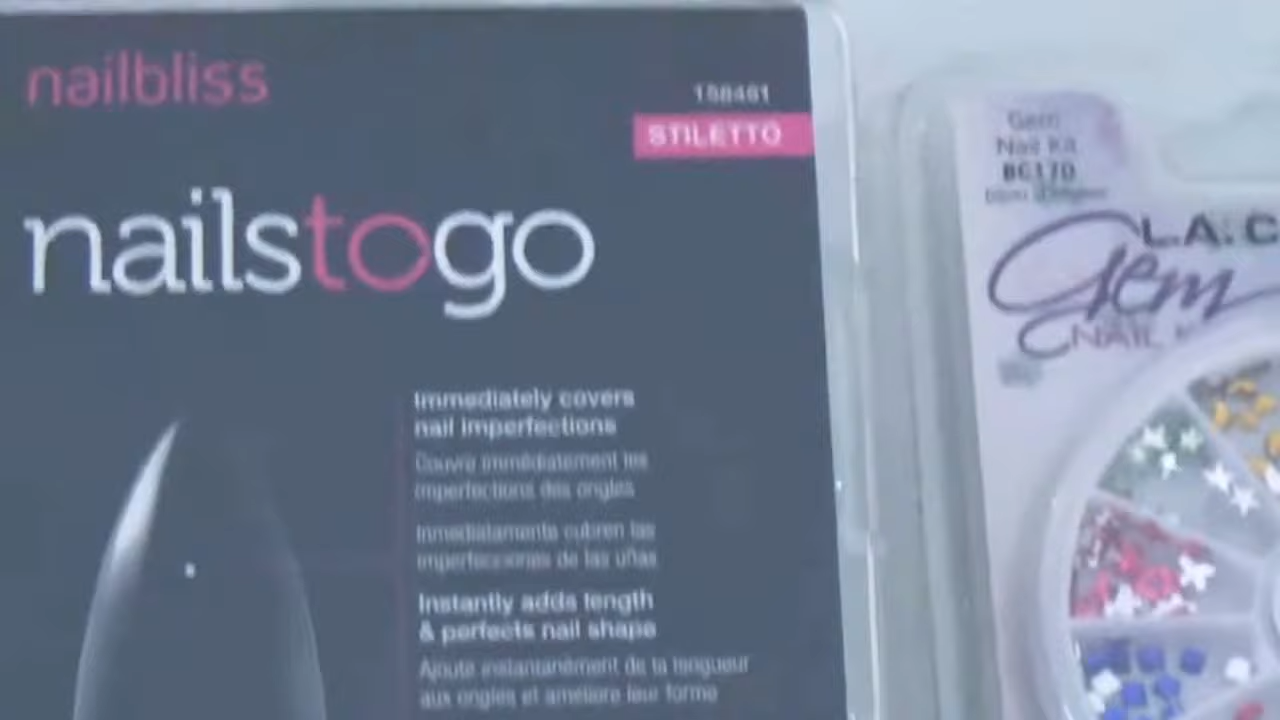 nailbliss
158461
STILETTO
nailstogo
Immediately covers
nail imperfections
Couvre immédiatement les
imperfections des ongles
Inmediatamente cubren las
imperfecciones de las uñas
Instantly adds length
& perfects nail shape
Ajoute instantanément de la longueur
aux ongles et améliore leur forme
Gem
Nail Kit
BC17D
L.A. C
Gem
NAIL